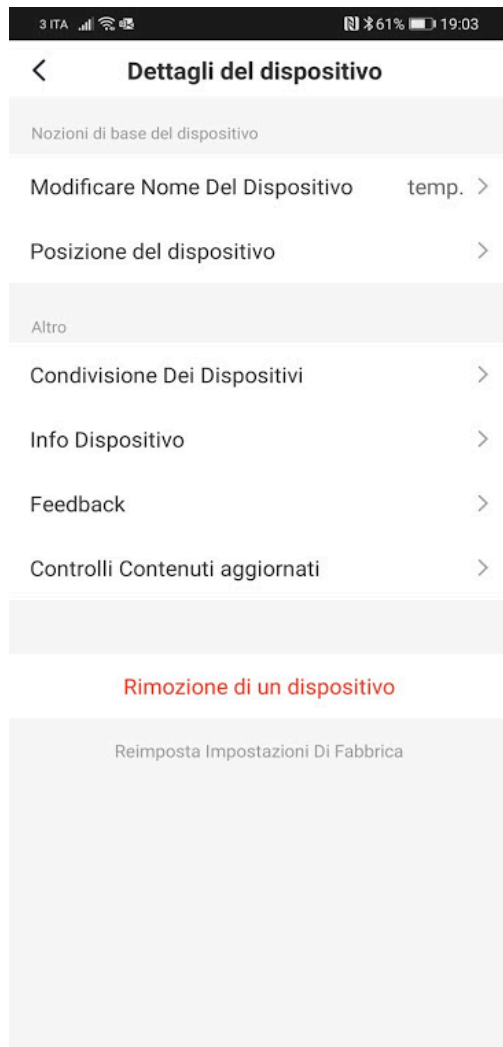 3 ITA 61% 19:03
Dettagli del dispositivo
Nozioni di base del dispositivo
Modificare Nome Del Dispositivo temp.
Posizione del dispositivo
Altro
Condivisione Dei Dispositivi
Info Dispositivo
Feedback
Controlli Contenuti aggiornati
Rimozione di un dispositivo
Reimposta Impostazioni Di Fabbrica